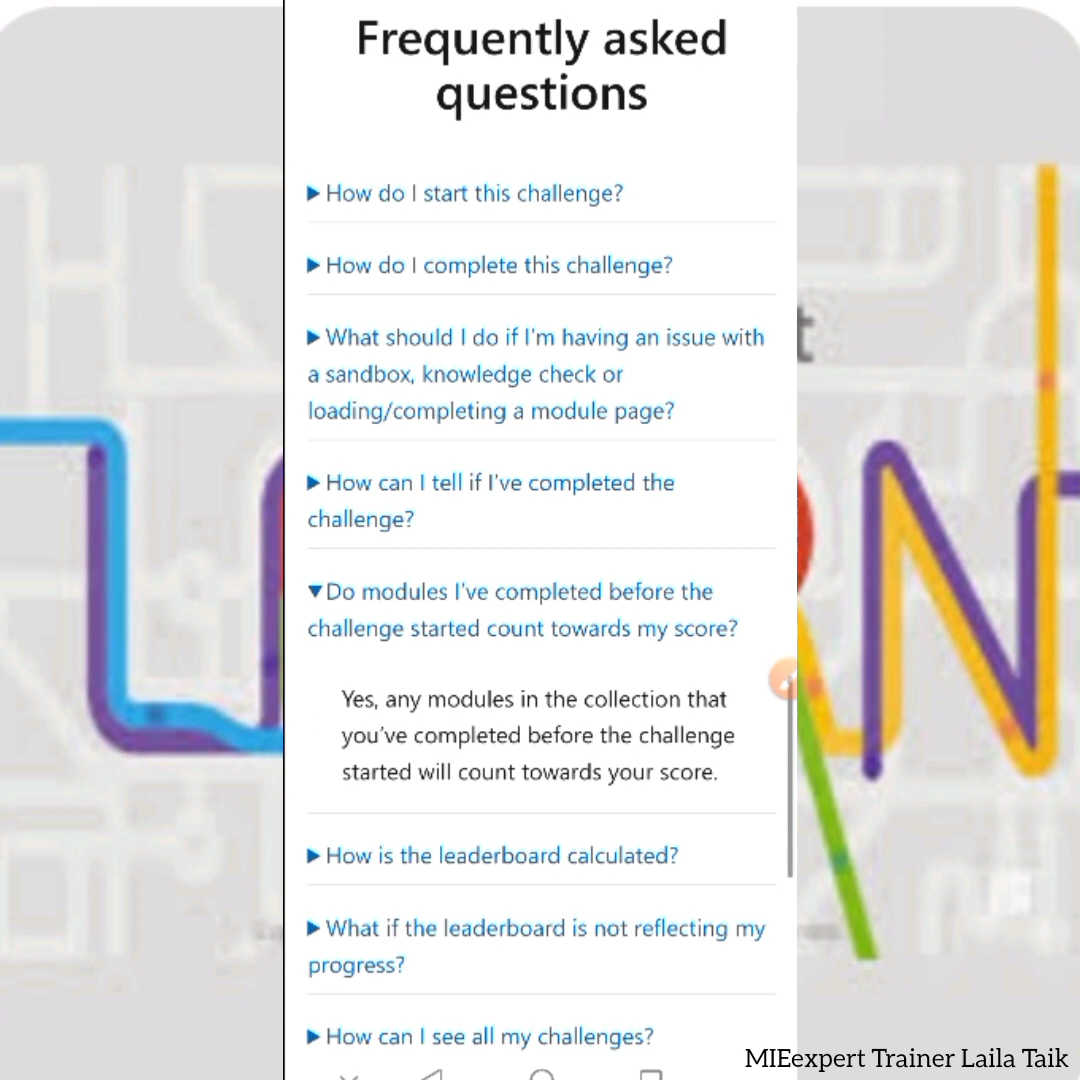 Frequently asked
questions
▶ How do I start this challenge?
▶ How do I complete this challenge?
▶ What should I do if I'm having an issue with
a sandbox, knowledge check or
loading/completing a module page?
▶ How can I tell if I've completed the
challenge?
▼ Do modules I've completed before the
challenge started count towards my score?
Yes, any modules in the collection that
you've completed before the challenge
started will count towards your score.
▶ How is the leaderboard calculated?
▶ What if the leaderboard is not reflecting my
progress?
▶ How can I see all my challenges?
MIEexpert Trainer Laila Taik